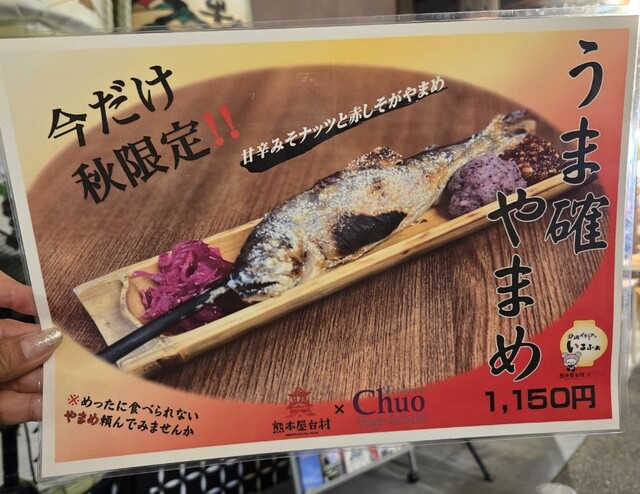 今だけ
秋限定!!
甘辛みそナッツと赤しそがやまめ
うま確
やまめ
1,150円
※めったに食べられない
やまめ頼んでみませんか
熊本屋台村
×
Chuo